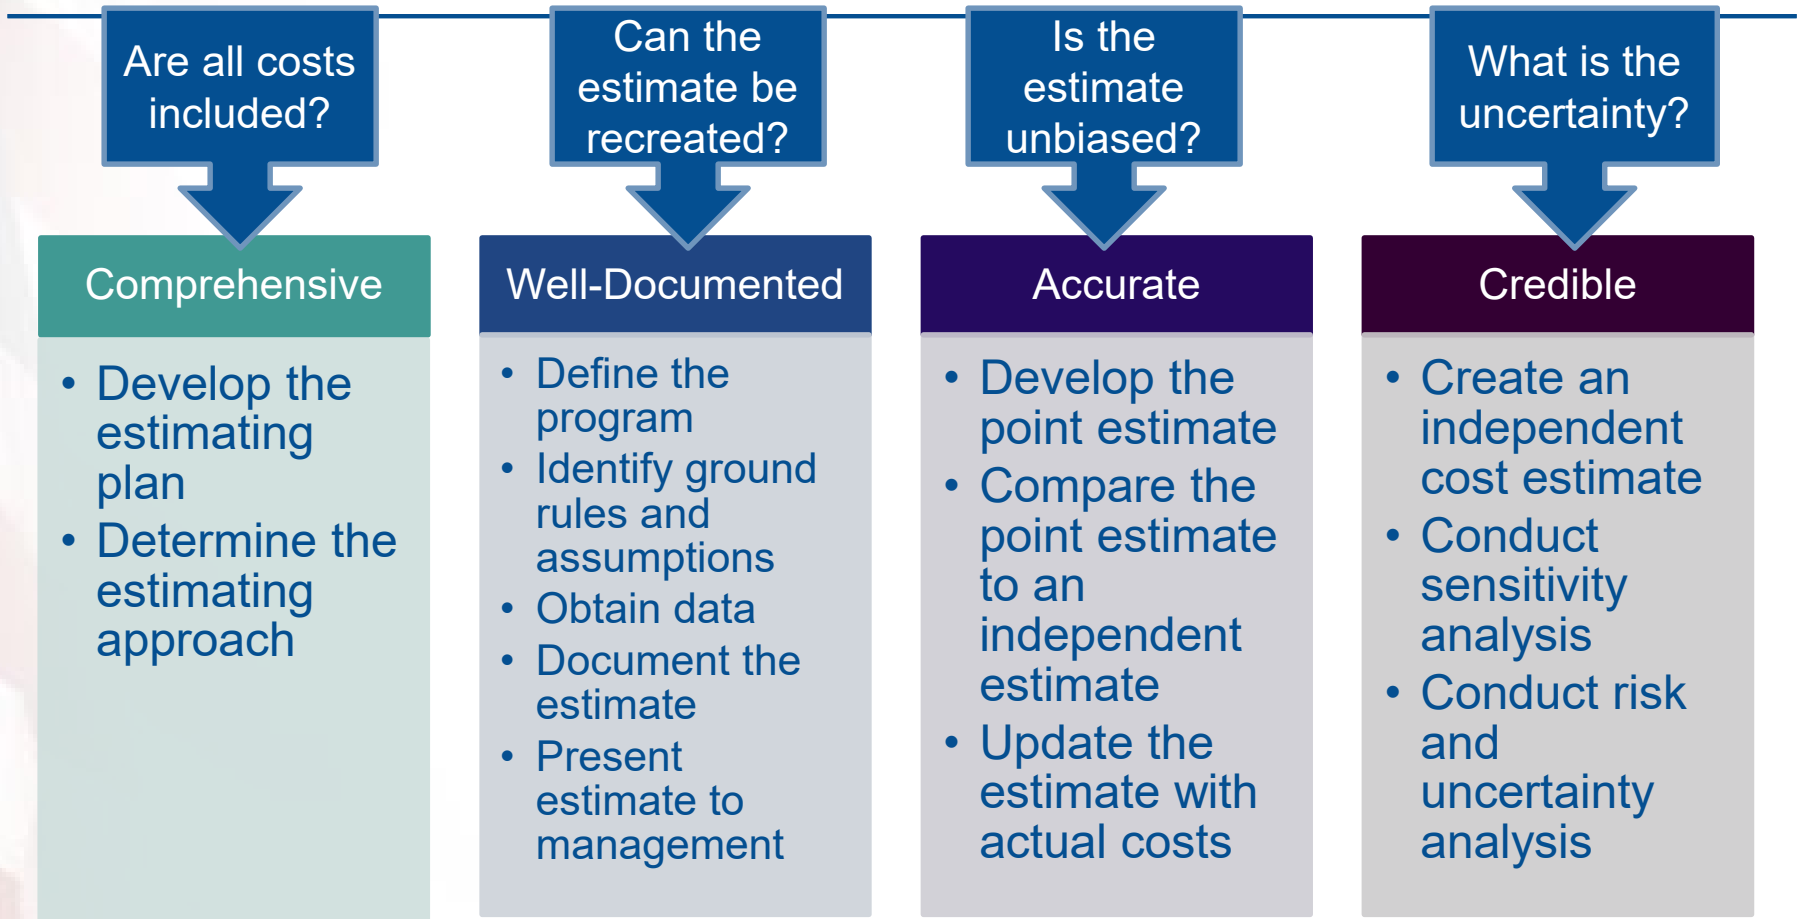 Are all costs
included?
Can the
estimate be
recreated?
Is the
estimate
unbiased?
What is the
uncertainty?
Comprehensive
• Develop the
estimating
plan
• Determine the
estimating
approach
Well-Documented
• Define the
program
• Identify ground
rules and
assumptions
• Obtain data
• Document the
estimate
• Present
estimate to
management
Accurate
• Develop the
point estimate
• Compare the
point estimate
to an
independent
estimate
• Update the
estimate with
actual costs
Credible
• Create an
independent
cost estimate
• Conduct
sensitivity
analysis
• Conduct risk
and
uncertainty
analysis